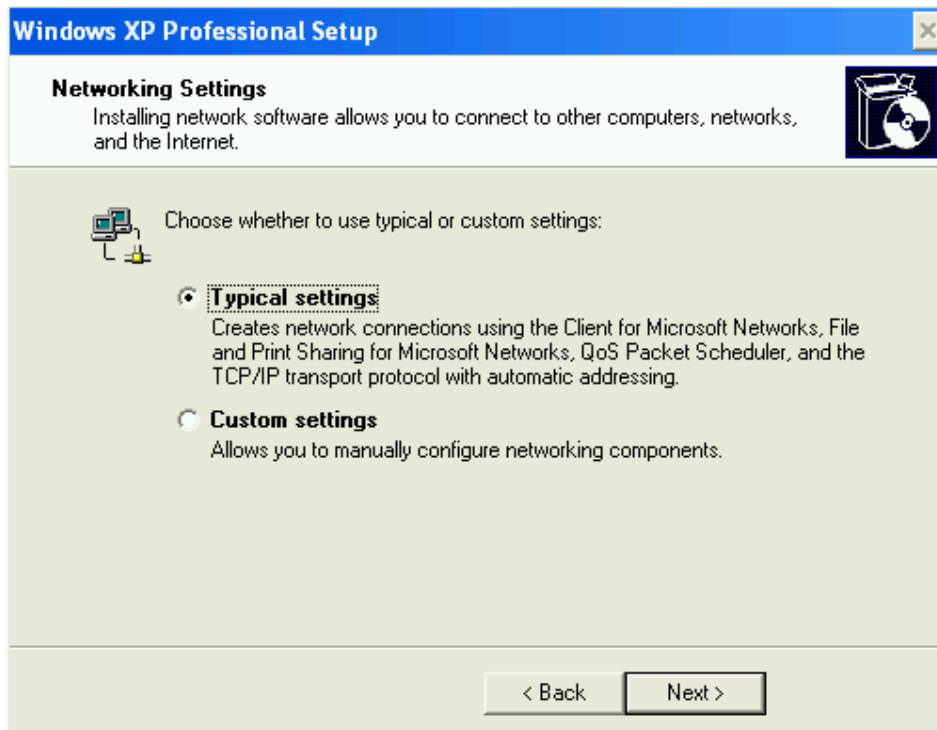 Windows XP Professional Setup
Networking Settings
Installing network software allows you to connect to other computers, networks,
and the Internet.
Choose whether to use typical or custom settings:
Typical settings
Creates network connections using the Client for Microsoft Networks, File
and Print Sharing for Microsoft Networks, QoS Packet Scheduler, and the
TCP/IP transport protocol with automatic addressing.
Custom settings
Allows you to manually configure networking components.
< Back
Next >